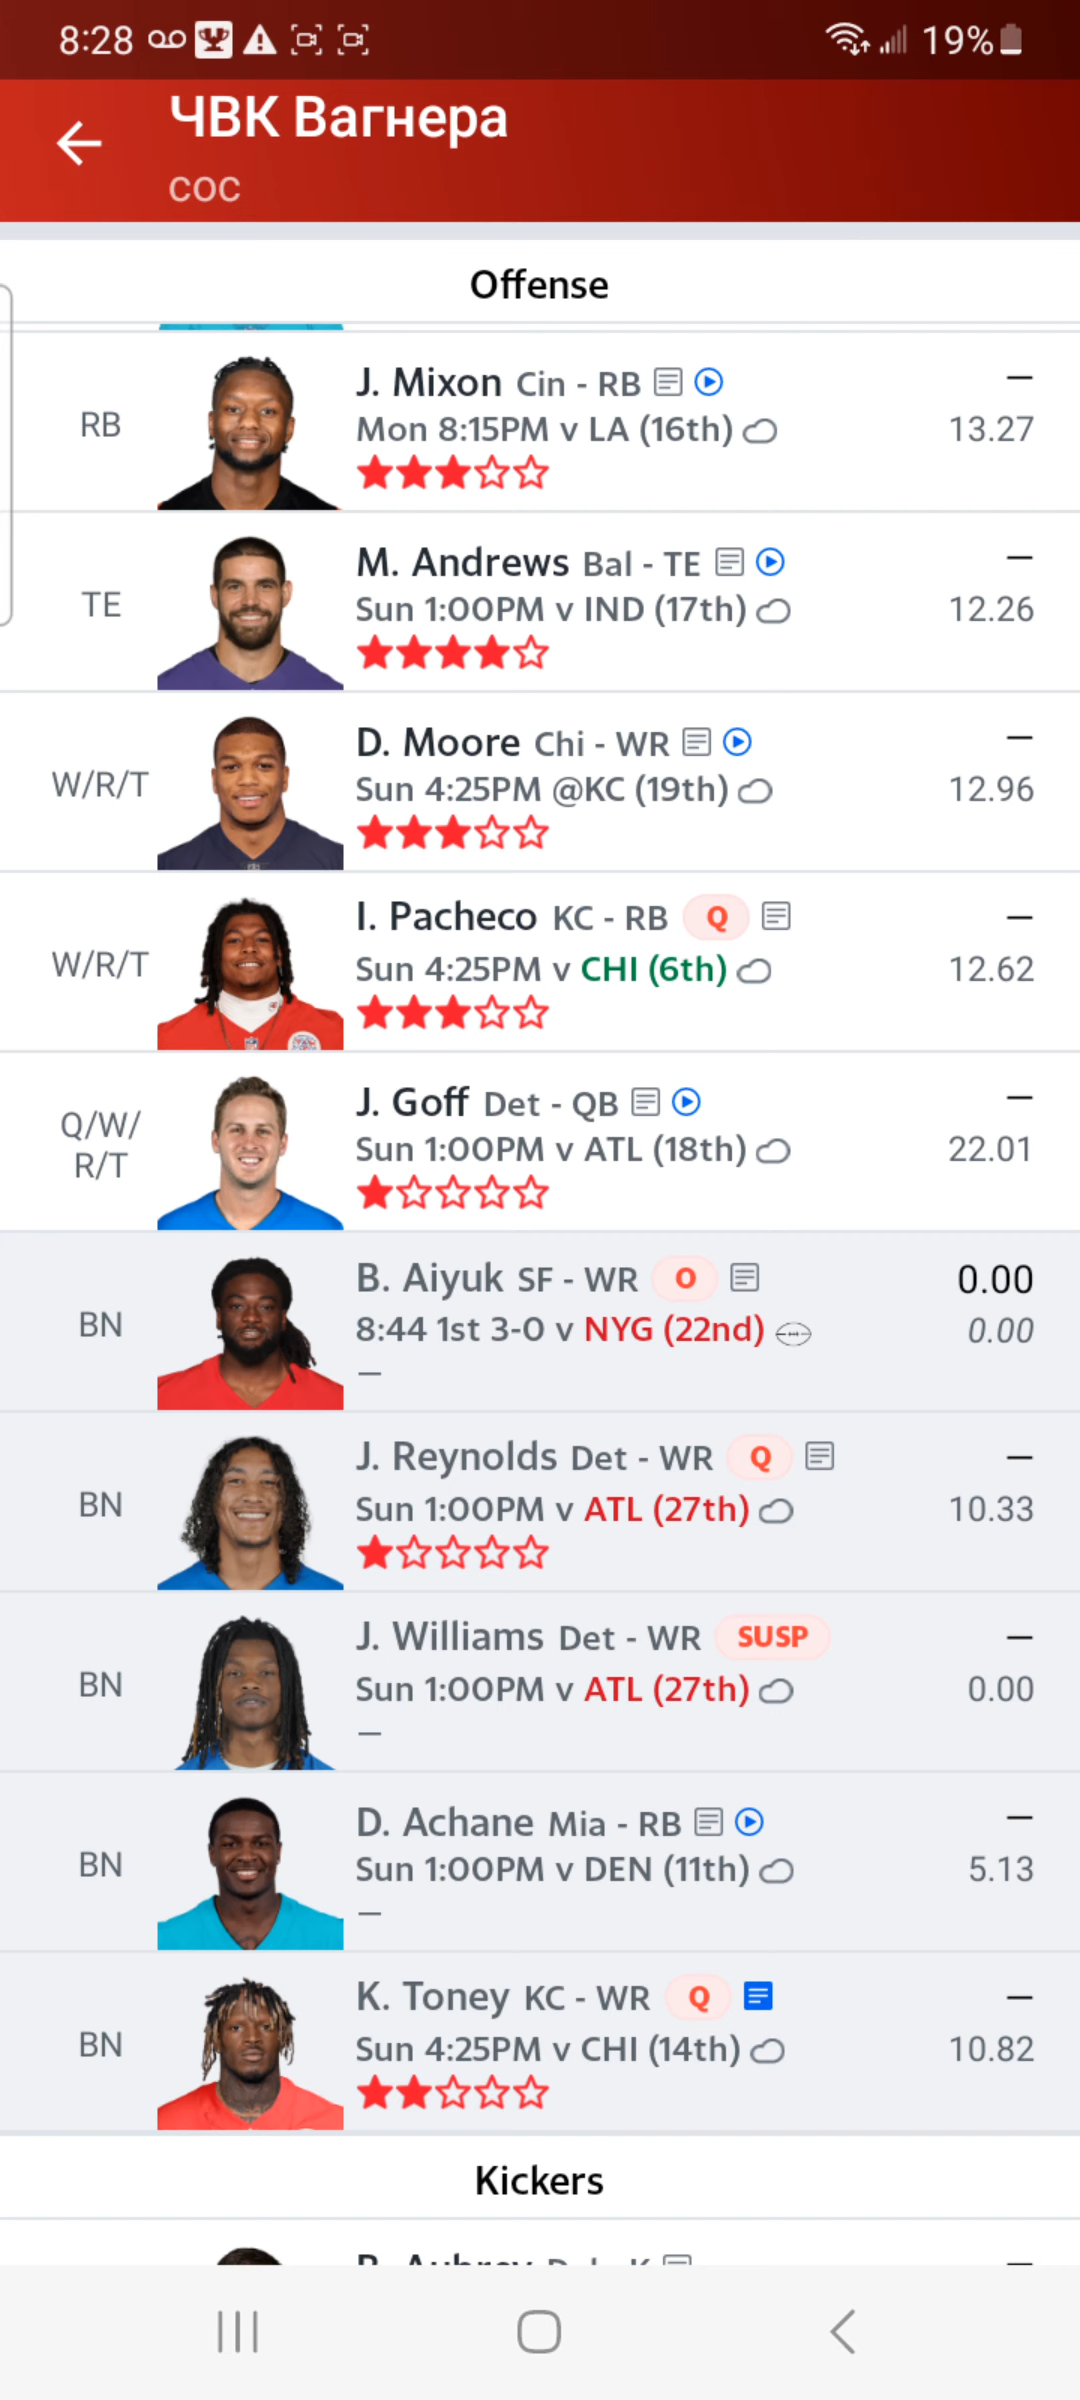 8:28
19%
ЧВК Вагнера
COC
Offense
RB
J. Mixon Cin - RB
–
Mon 8:15PM v LA (16th)
13.27
TE
M. Andrews Bal - TE
–
Sun 1:00PM v IND (17th)
12.26
W/R/T
D. Moore Chi - WR
–
Sun 4:25PM @KC (19th)
12.96
W/R/T
I. Pacheco KC - RB Q
–
Sun 4:25PM v CHI (6th)
12.62
Q/W/
R/T
J. Goff Det - QB
–
Sun 1:00PM v ATL (18th)
22.01
BN
B. Aiyuk SF - WR O
0.00
8:44 1st 3-0 v NYG (22nd)
0.00
–
BN
J. Reynolds Det - WR Q
–
Sun 1:00PM v ATL (27th)
10.33
BN
J. Williams Det - WR SUSP
–
Sun 1:00PM v ATL (27th)
0.00
–
BN
D. Achane Mia - RB
–
Sun 1:00PM v DEN (11th)
5.13
–
BN
K. Toney KC - WR Q
–
Sun 4:25PM v CHI (14th)
10.82
Kickers